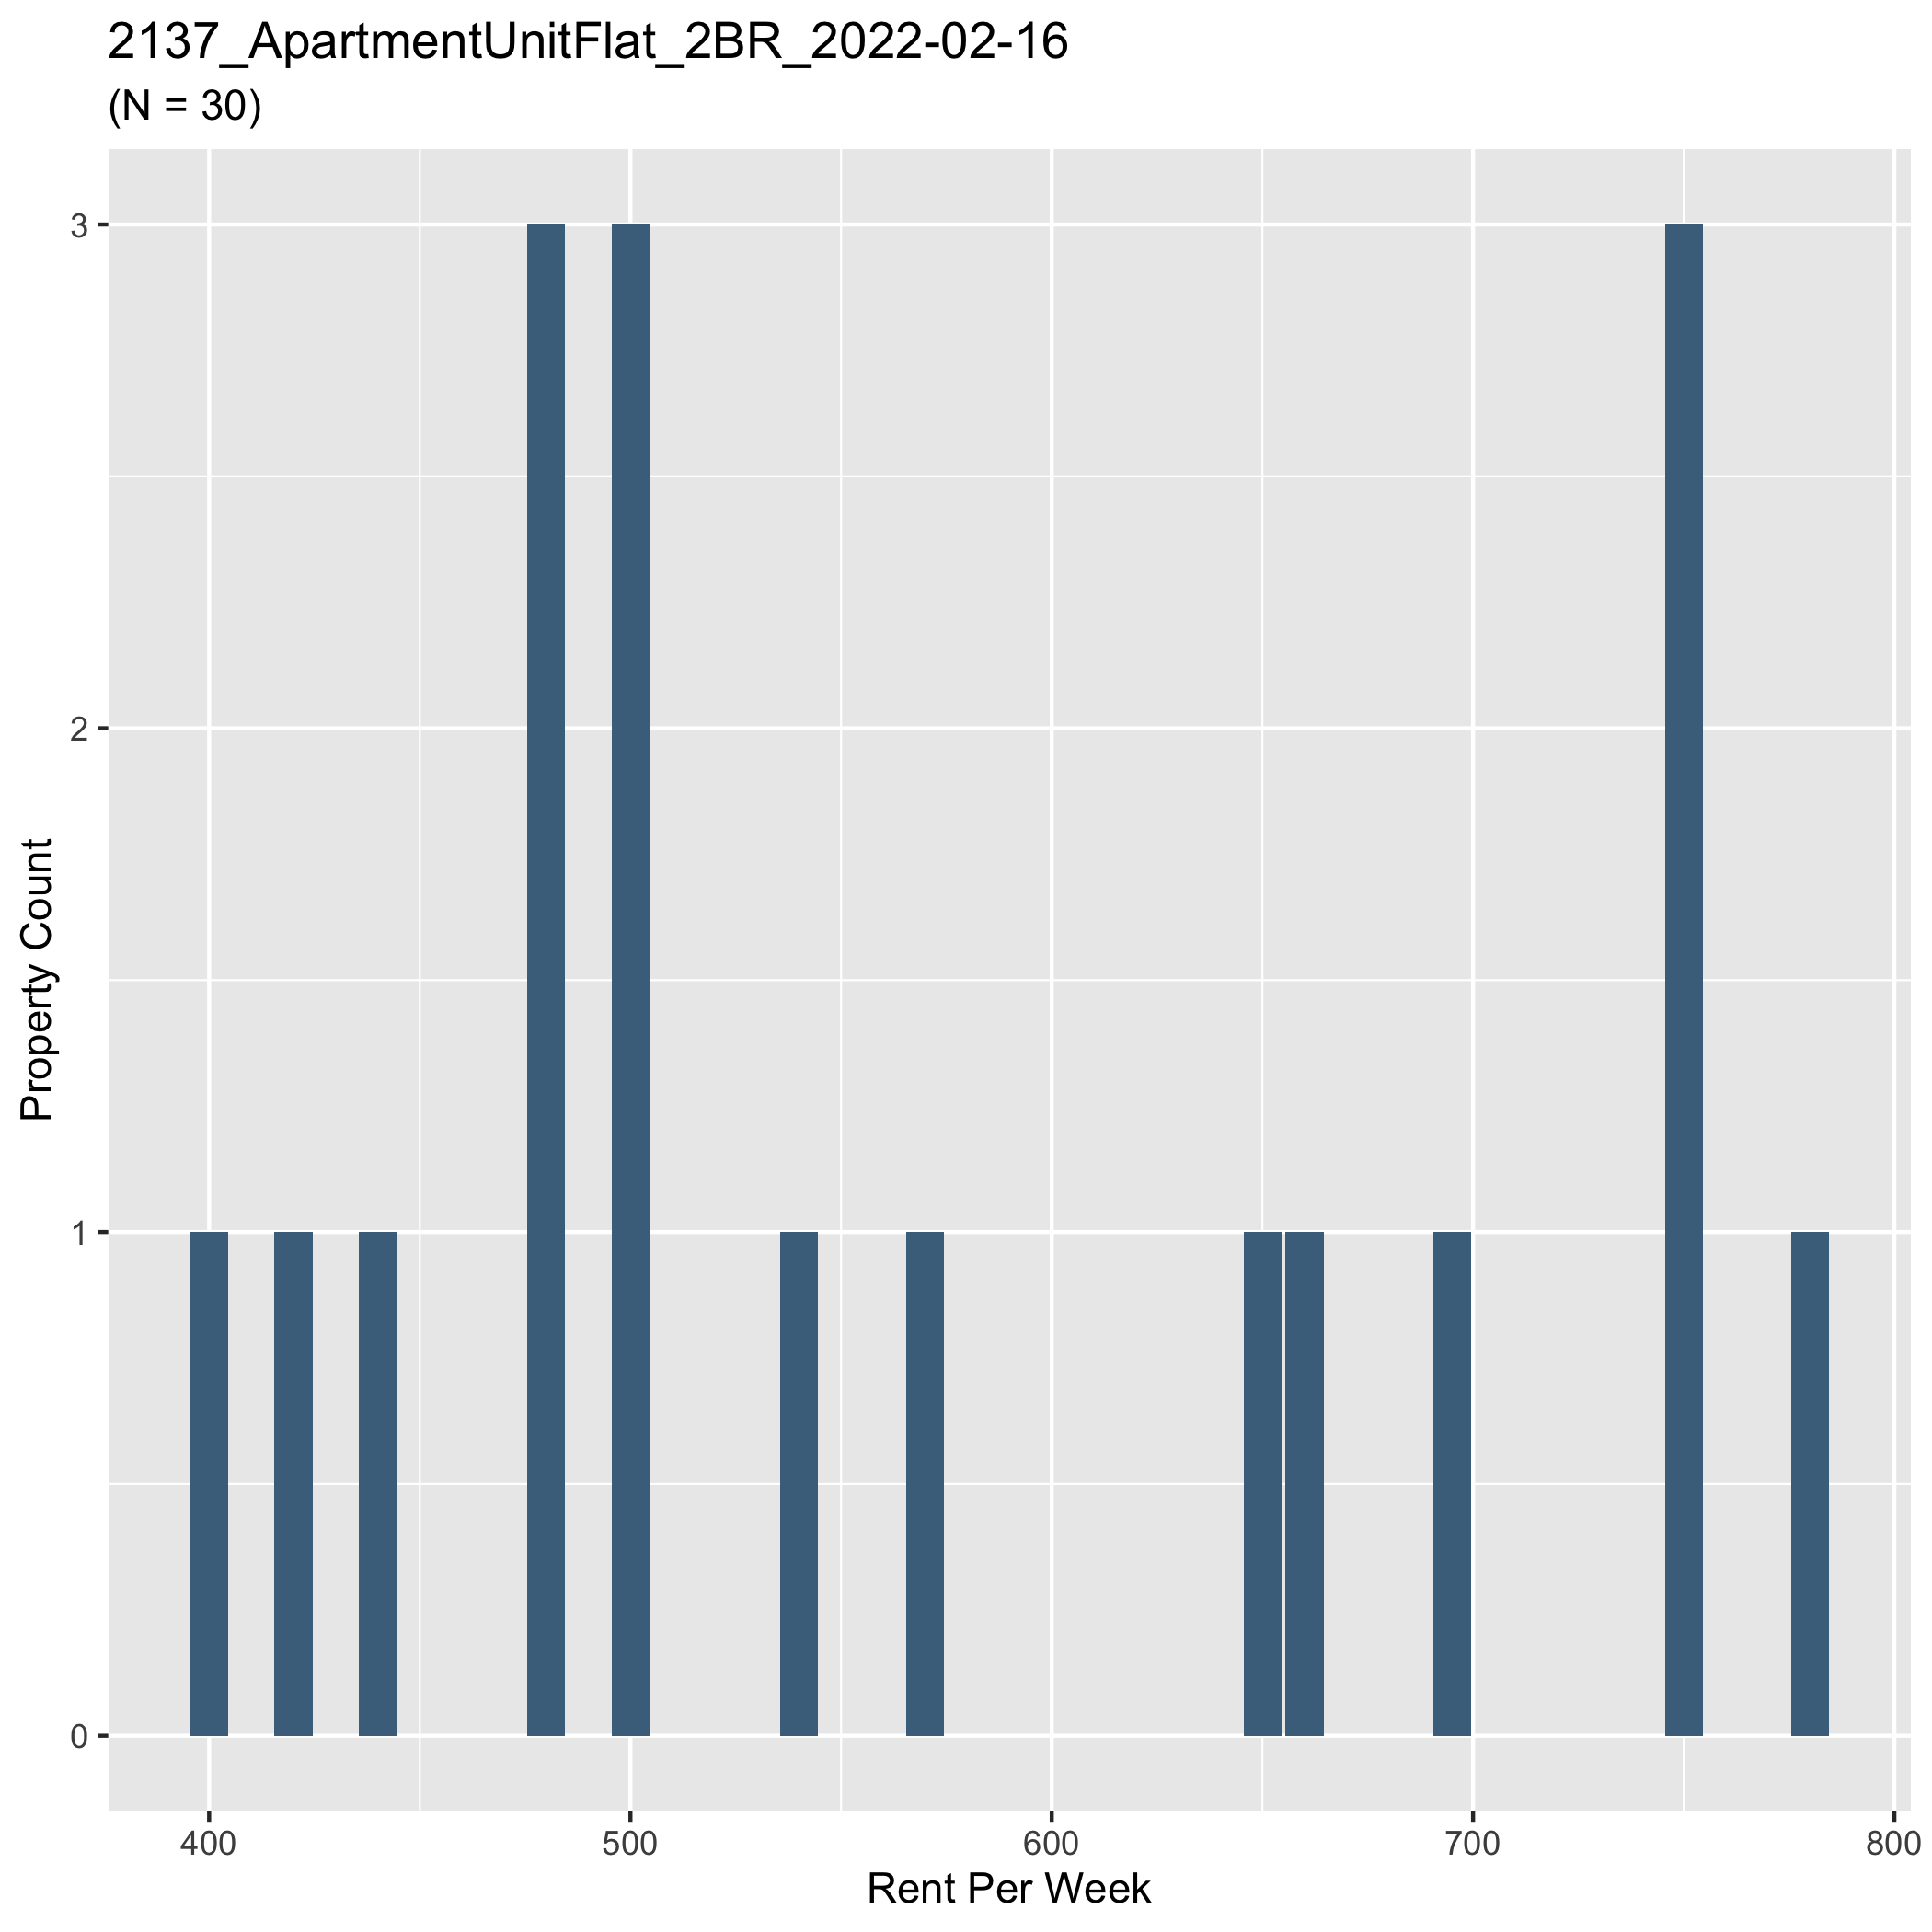 2137_ApartmentUnitFlat_2BR_2022-02-16
(N = 30)
3
2
1
0
Property Count
400 500 600 700 800
Rent Per Week